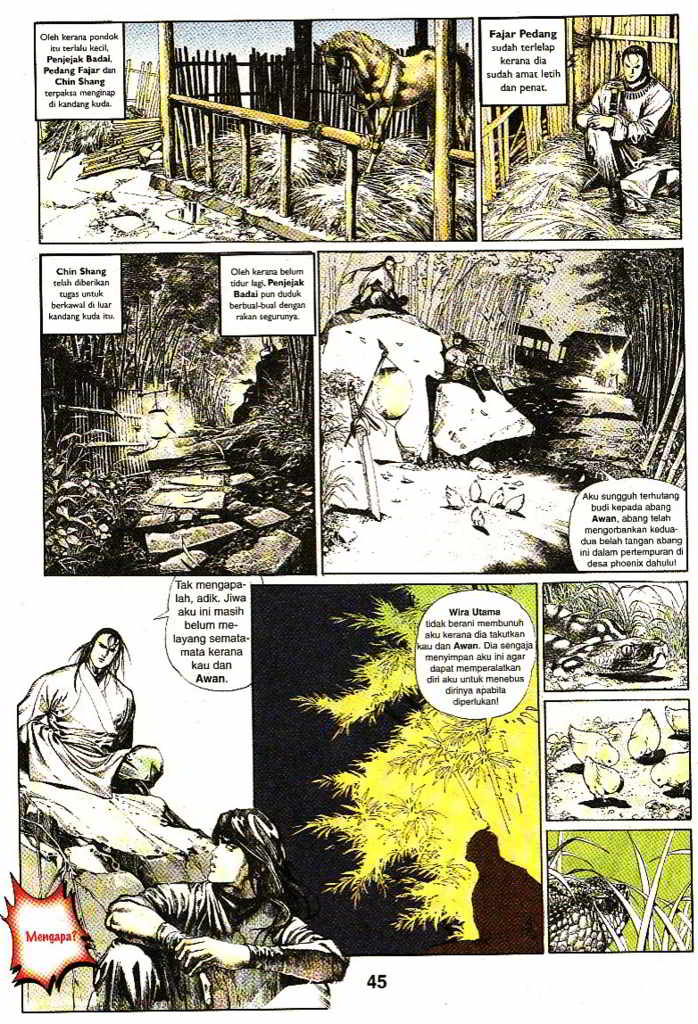 Oleh kerana pondok
itu terlalu kecil,
Penjejak Badai,
Pedang Fajar dan
Chin Shang
terpaksa menginap
di kandang kuda.
Fajar Pedang
sudah terlelap
kerana dia
sudah amat letih
dan penat.
Chin Shang
telah diberikan
tugas untuk
berkawal di luar
kandang kuda itu.
Oleh kerana belum
tidur lagi, Penjejak
Badai pun duduk
berbual-bual dengan
rakan segurunya.
Aku sungguh terhutang
budi kepada abang
Awan, abang telah
mengorbankan kedua-
dua belah tangan abang
ini dalam pertempuran di
desa phoenix dahulu!
Tak mengapa-
lah, adik. Jiwa
aku ini masih
belum me-
layang semata-
mata kerana
kau dan
Awan.
Wira Utama
tidak berani membunuh
aku kerana dia takutkan
kau dan Awan. Dia sengaja
menyimpan aku ini agar
dapat memperalatkan
diri aku untuk menebus
dirinya apabila
diperlukan!
Mengapa?
45